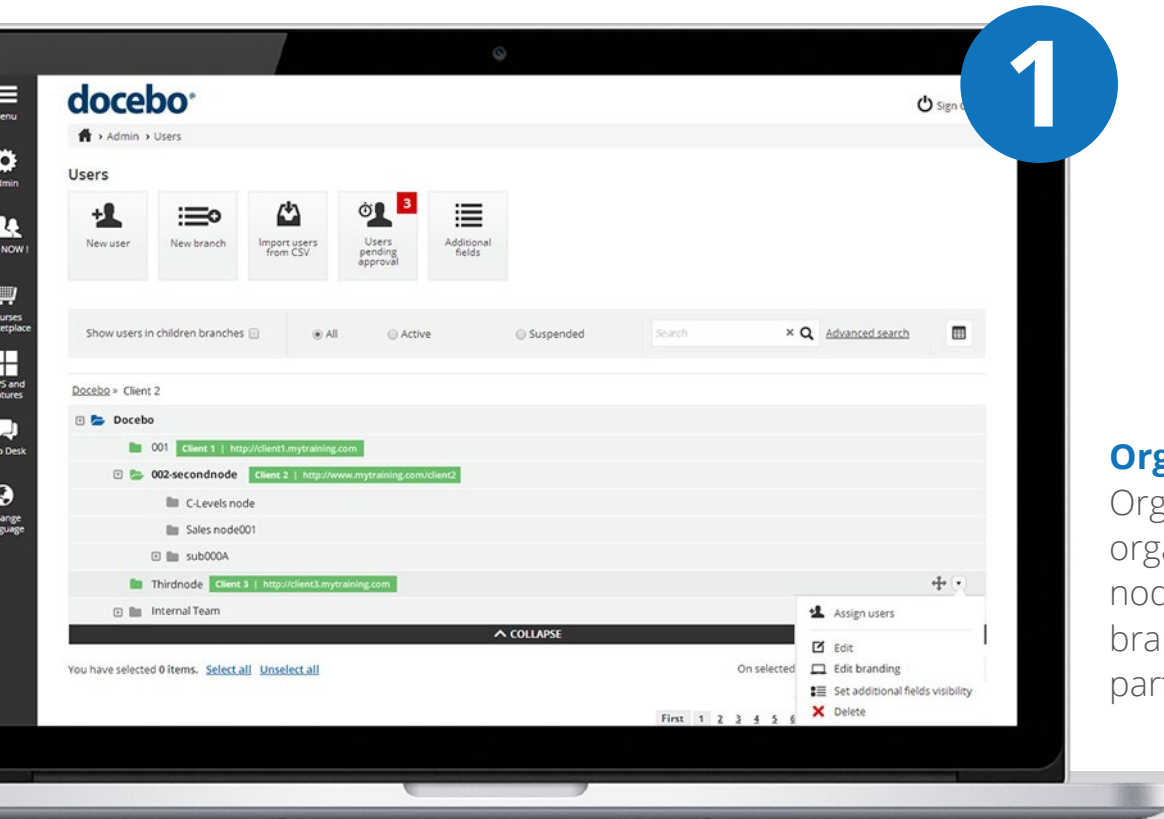 1
docebo
Sign
Admin › Users
Users
New user
New branch
Import users
from CSV
3
Users
pending
approval
Additional
fields
NOW !
Desk
Show users in children branches
All
Active
Suspended
Search
Advanced search
Docebo » Client 2
Docebo
001 Client 1 | http://client1.mytraining.com
002-secondnode Client 2 | http://www.mytraining.com/client2
C-Levels node
Sales node001
sub000A
Thirdnode Client 3 | http://client3.mytraining.com
Internal Team
COLLAPSE
Assign users
Edit
Edit branding
Set additional fields visibility
Delete
You have selected 0 items. Select all Unselect all
On selected
First 1 2 3 4 5 6
Org
Org
orga
nod
bra
part